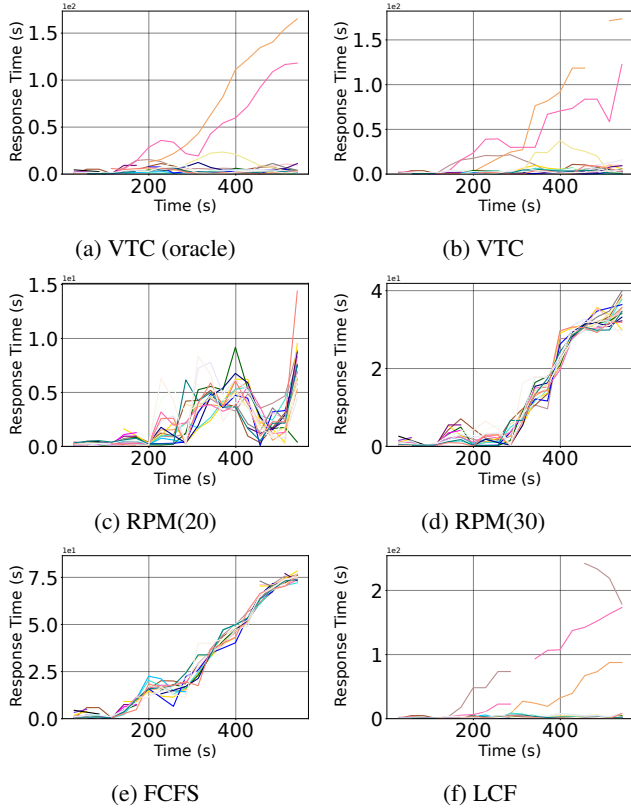 1e2
Response Time (s)
1.5
1.0
0.5
0.0
200
400
Time (s)
(a) VTC (oracle)
1e2
Response Time (s)
1.5
1.0
0.5
0.0
200
400
Time (s)
(b) VTC
1e1
Response Time (s)
1.5
1.0
0.5
0.0
200
400
Time (s)
(c) RPM(20)
1e1
Response Time (s)
4
2
0
200
400
Time (s)
(d) RPM(30)
1e1
Response Time (s)
7.5
5.0
2.5
0.0
200
400
Time (s)
(e) FCFS
1e2
Response Time (s)
2
1
0
200
400
Time (s)
(f) LCF